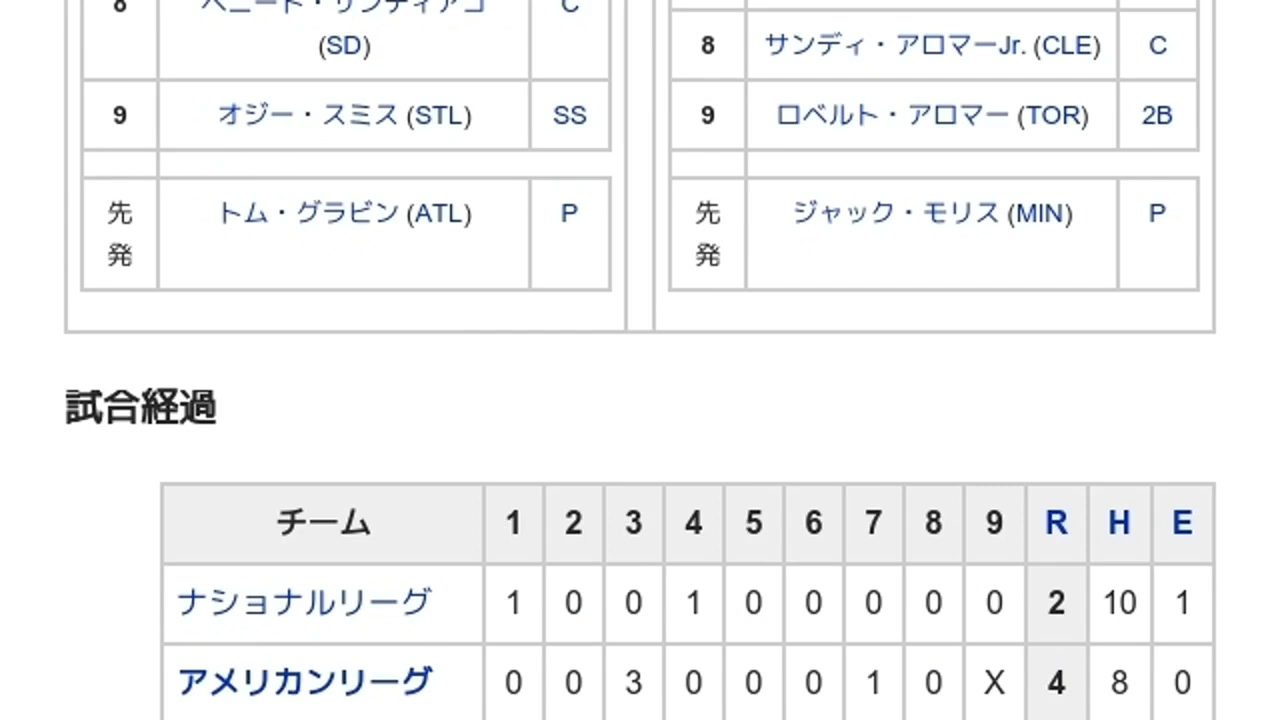 8 ベニート・サンティアゴ C
(SD)
9 オジー・スミス (STL) SS
先発 トム・グラビン (ATL) P
8 サンディ・アロマーJr. (CLE) C
9 ロベルト・アロマー (TOR) 2B
先発 ジャック・モリス (MIN) P
試合経過
チーム 1 2 3 4 5 6 7 8 9 R H E
ナショナルリーグ 1 0 0 1 0 0 0 0 0 2 10 1
アメリカンリーグ 0 0 3 0 0 0 1 0 X 4 8 0